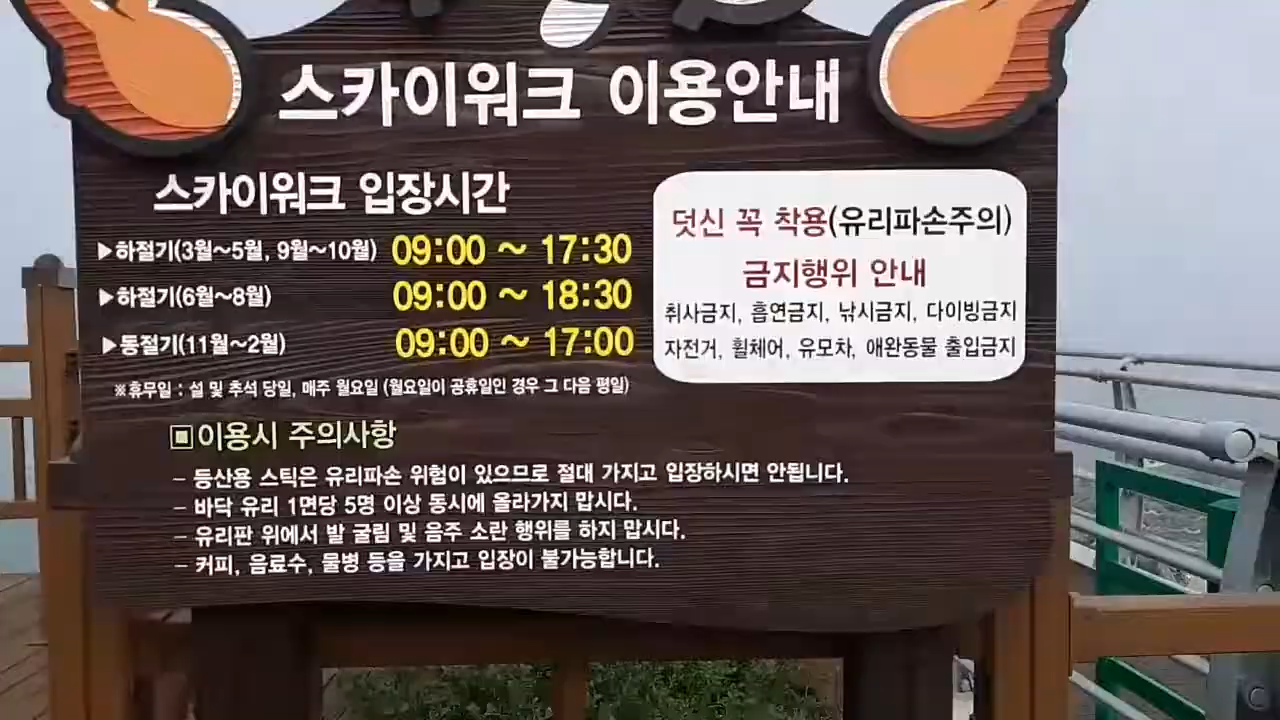 스카이워크 이용안내
스카이워크 입장시간
▶하절기(3월~5월, 9월~10월) 09:00 ~ 17:30
▶하절기(6월~8월) 09:00 ~ 18:30
▶동절기(11월~2월) 09:00 ~ 17:00
※휴무일 : 설 및 추석 당일, 매주 월요일 (월요일이 공휴일인 경우 그 다음 평일)
덧신 꼭 착용(유리파손주의)
금지행위 안내
취사금지, 흡연금지, 낚시금지, 다이빙금지
자전거, 휠체어, 유모차, 애완동물 출입금지
▣이용시 주의사항
- 등산용 스틱은 유리파손 위험이 있으므로 절대 가지고 입장하시면 안됩니다.
- 바닥 유리 1면당 5명 이상 동시에 올라가지 맙시다.
- 유리판 위에서 발 굴림 및 음주 소란 행위를 하지 맙시다.
- 커피, 음료수, 물병 등을 가지고 입장이 불가능합니다.